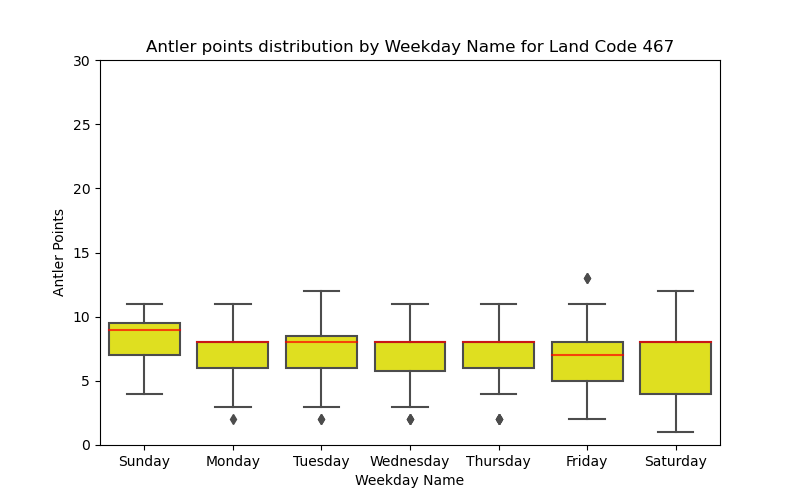 Antler points distribution by Weekday Name for Land Code 467
30
25
20
15
10
5
0
Antler Points
Sunday Monday Tuesday Wednesday Thursday Friday Saturday
Weekday Name